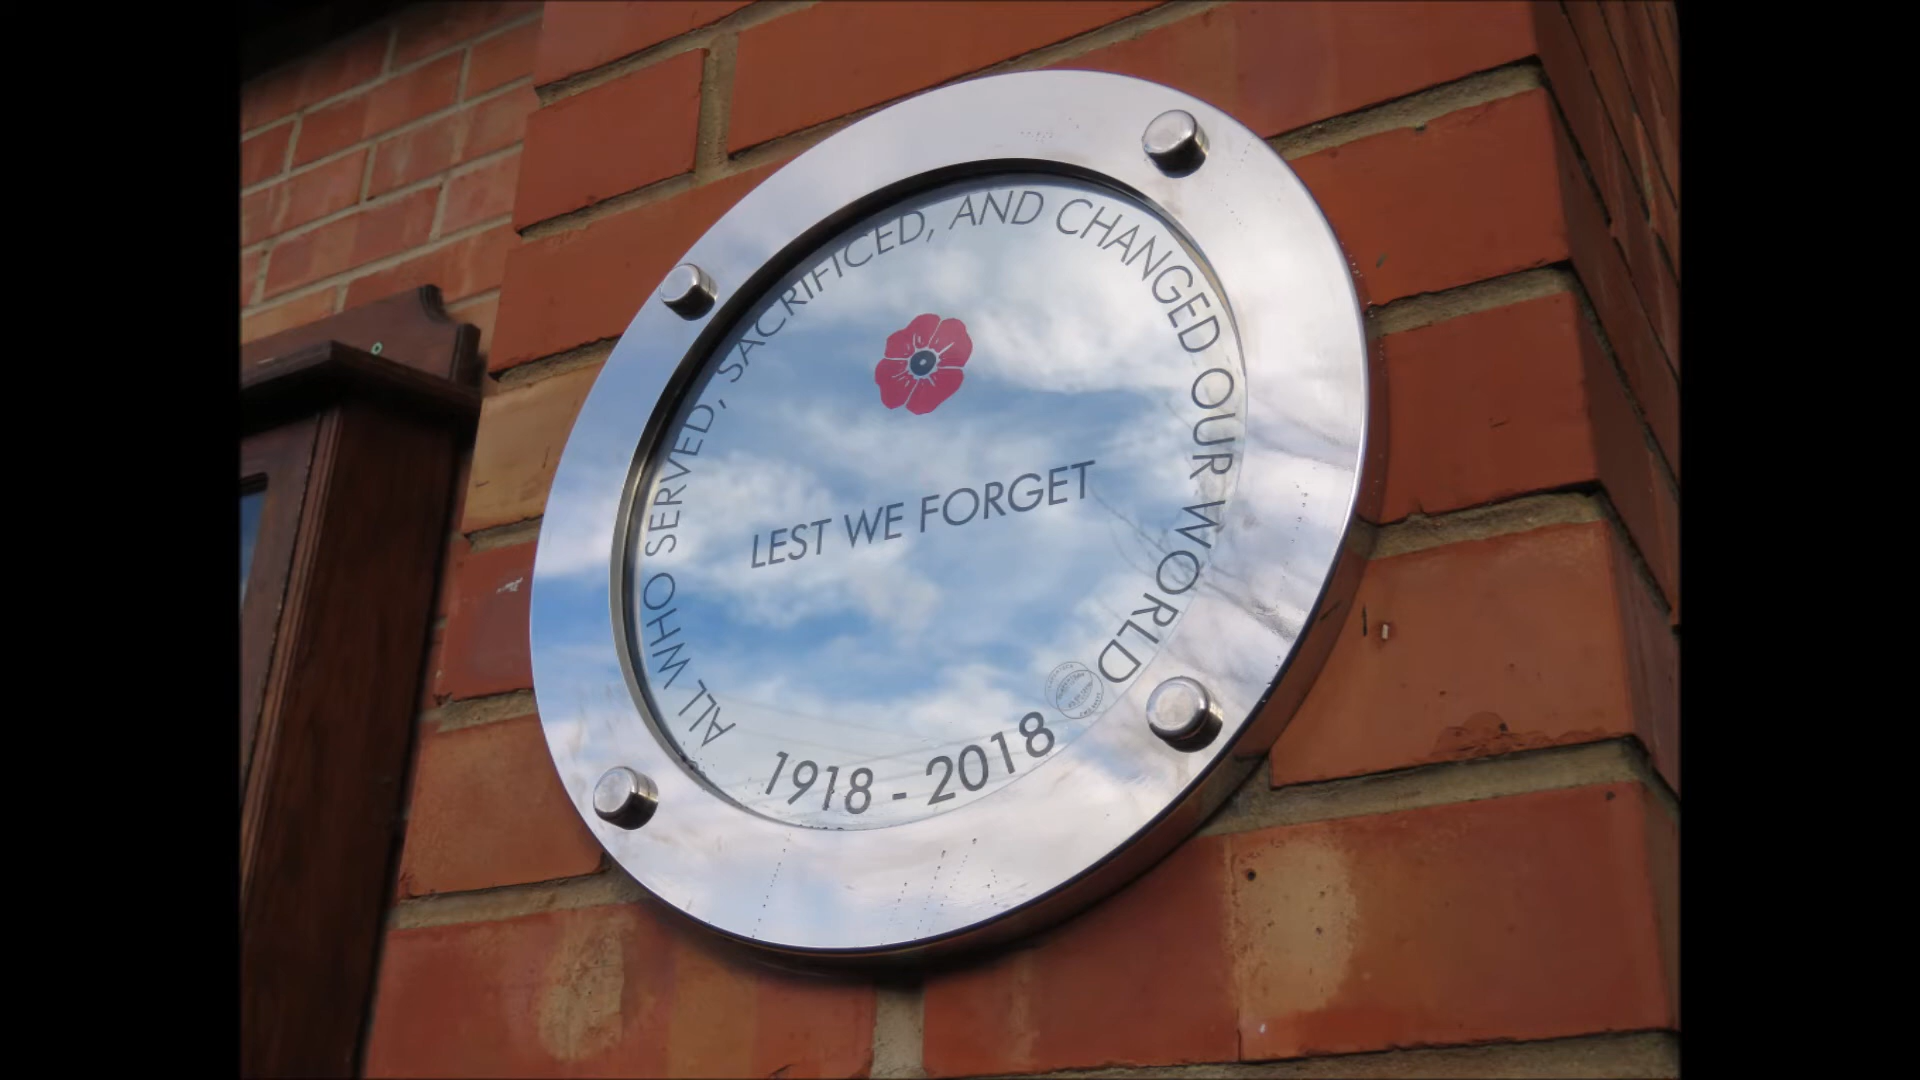 ALL WHO SERVED, SACRIFICED, AND CHANGED OUR WORLD
LEST WE FORGET
1918 - 2018